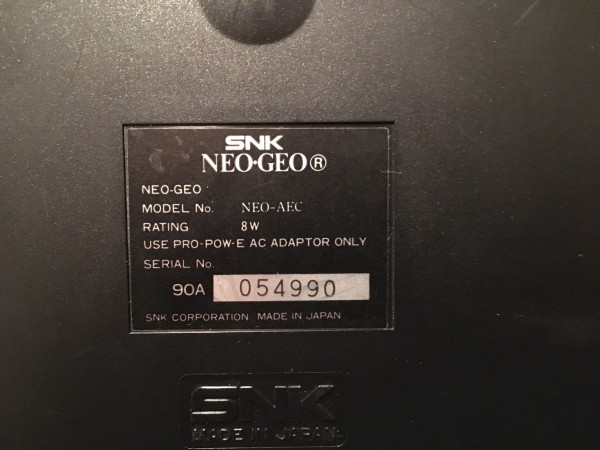 SNK
NEO·GEO®
NEO-GEO
MODEL No. NEO-AEC
RATING 8W
USE PRO-POW-E AC ADAPTOR ONLY
SERIAL No.
90A 054990
SNK CORPORATION MADE IN JAPAN
SNK
MADE IN JAPAN